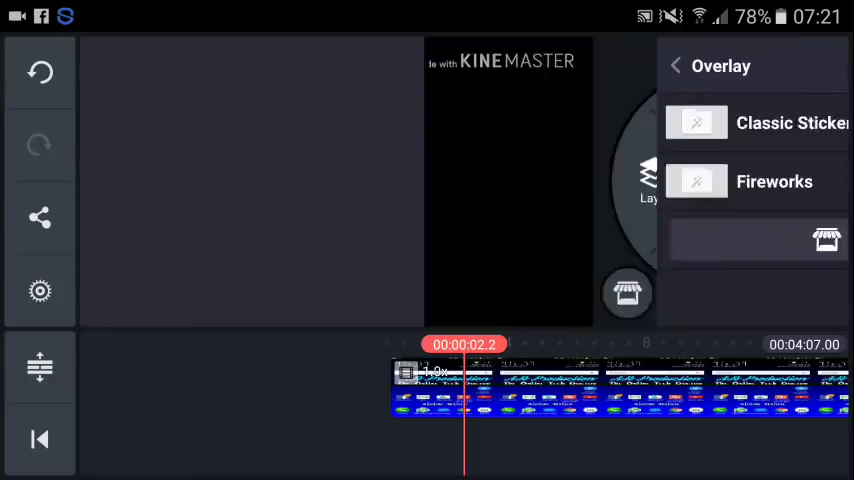 78% 07:21
de with KINEMASTER
Overlay
Classic Sticker
Fireworks
Lay
00:00:02.2
8
00:04:07.00
1.0x